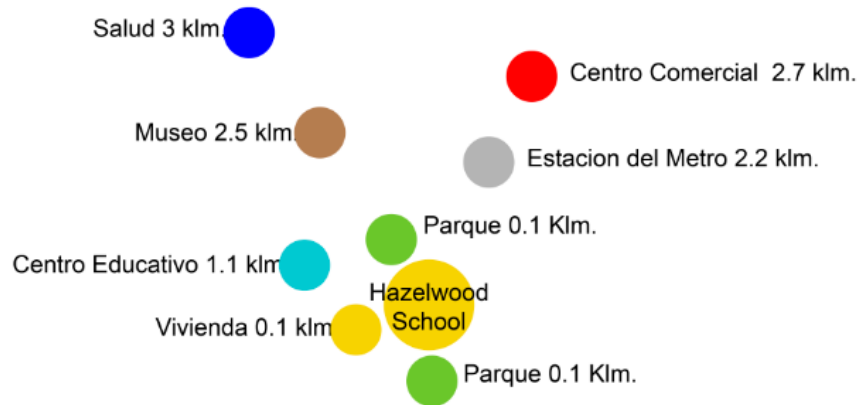 Salud 3 klm.
Centro Comercial 2.7 klm.
Museo 2.5 klm.
Estacion del Metro 2.2 klm.
Parque 0.1 Klm.
Centro Educativo 1.1 klm
Hazelwood
School
Vivienda 0.1 klm
Parque 0.1 Klm.